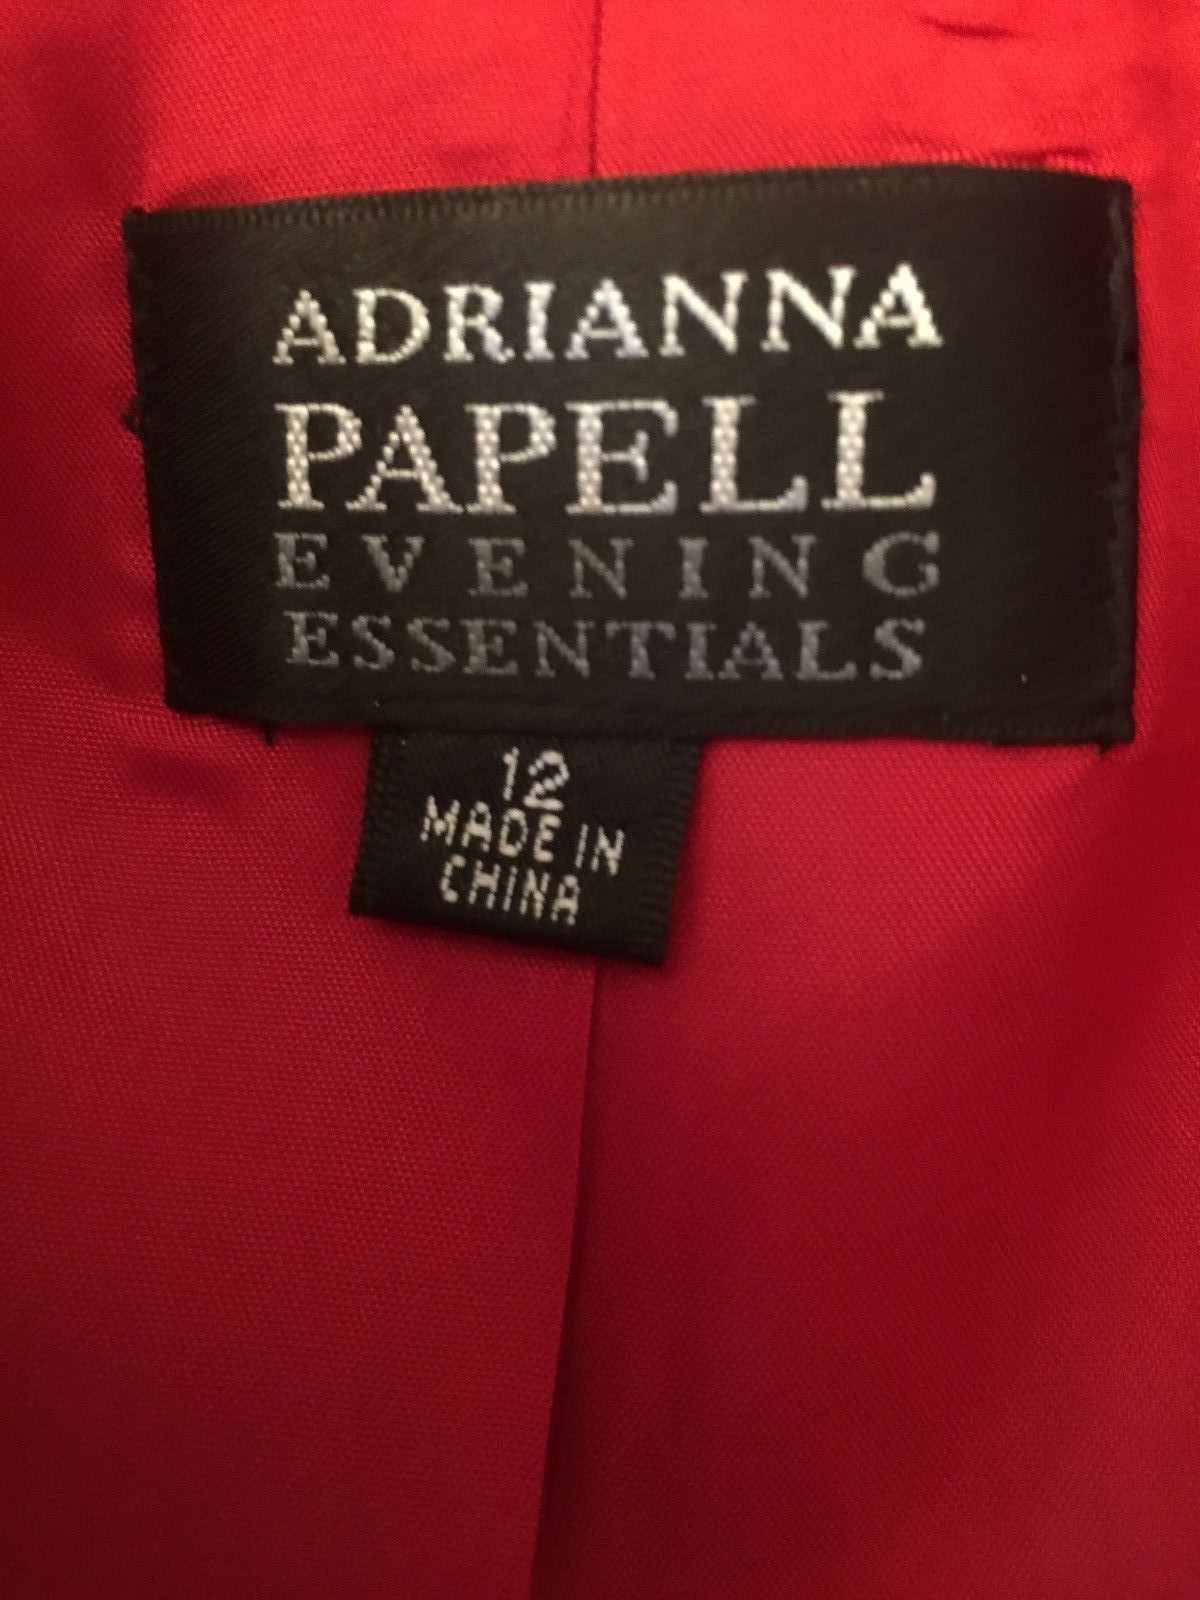 ADRIANNA
PAPELL
EVENING
ESSENTIALS
12
MADE IN
CHINA